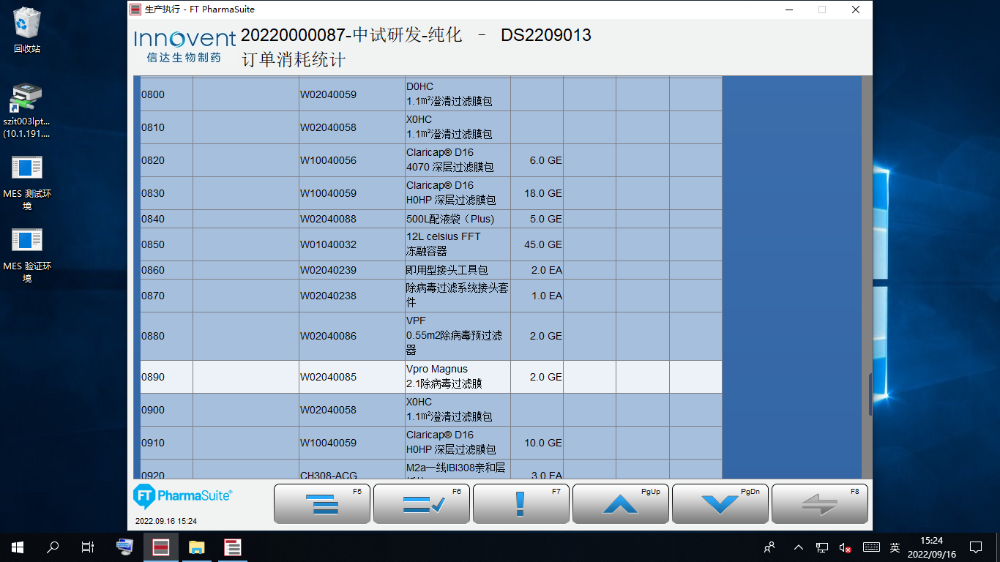 回收站
szit003lpt...
(10.1.191....
MES 测试环
境
MES 验证环
境
生产执行 - FT PharmaSuite
Innovent
信达生物制药
20220000087-中试研发-纯化 - DS2209013
订单消耗统计
0800 W02040059 D0HC
1.1㎡澄清过滤膜包
0810 W02040058 X0HC
1.1㎡澄清过滤膜包
0820 W10040056 Claricap® D16 6.0 GE
4070 深层过滤膜包
0830 W10040059 Claricap® D16 18.0 GE
H0HP 深层过滤膜包
0840 W02040088 500L配液袋（Plus) 5.0 GE
0850 W01040032 12L celsius FFT 45.0 GE
冻融容器
0860 W02040239 即用型接头工具包 2.0 EA
0870 W02040238 除病毒过滤系统接头套 1.0 EA
件
0880 W02040086 VPF 2.0 GE
0.55m2除病毒预过滤
器
0890 W02040085 Vpro Magnus 2.0 GE
2.1除病毒过滤膜
0900 W02040058 X0HC
1.1㎡澄清过滤膜包
0910 W10040059 Claricap® D16 10.0 GE
H0HP 深层过滤膜包
0920 CH308-ACG M2a一线IBI308亲和层 3.0 EA
FT PharmaSuite®
2022.09.16 15:24
F5
F6
F7
PgUp
PgDn
F8
英
15:24
2022/09/16